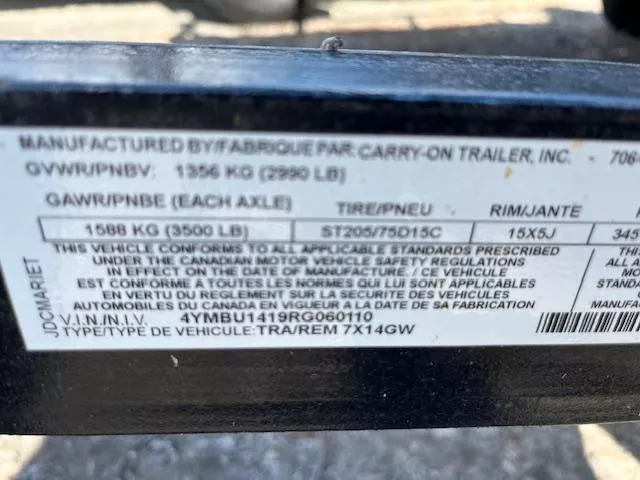 MANUFACTURED BY/FABRIQUE PAR: CARRY-ON TRAILER, INC. - 706
GVWR/PNBV: 1356 KG (2990 LB)
GAWR/PNBE (EACH AXLE) TIRE/PNEU RIM/JANTE
1588 KG (3500 LB) ST205/75D15C 15X5J 345
THIS VEHICLE CONFORMS TO ALL APPLICABLE STANDARDS PRESCRIBED
UNDER THE CANADIAN MOTOR VEHICLE SAFETY REGULATIONS
IN EFFECT ON THE DATE OF MANUFACTURE. / CE VEHICULE
EST CONFORME A TOUTES LES NORMES QUI LUI SONT APPLICABLES
EN VERTU DU REGLEMENT SUR LA SECURITE DES VEHICULES
AUTOMOBILES DU CANADA EN VIGUEUR A LA DATE DE SA FABRICATION
V.I.N./N.I.V. 4YMBU1419RG060110
TYPE/TYPE DE VEHICULE: TRA/REM 7X14GW
JDCMARIET
THIS
STANDA
DATE
MANUFAC